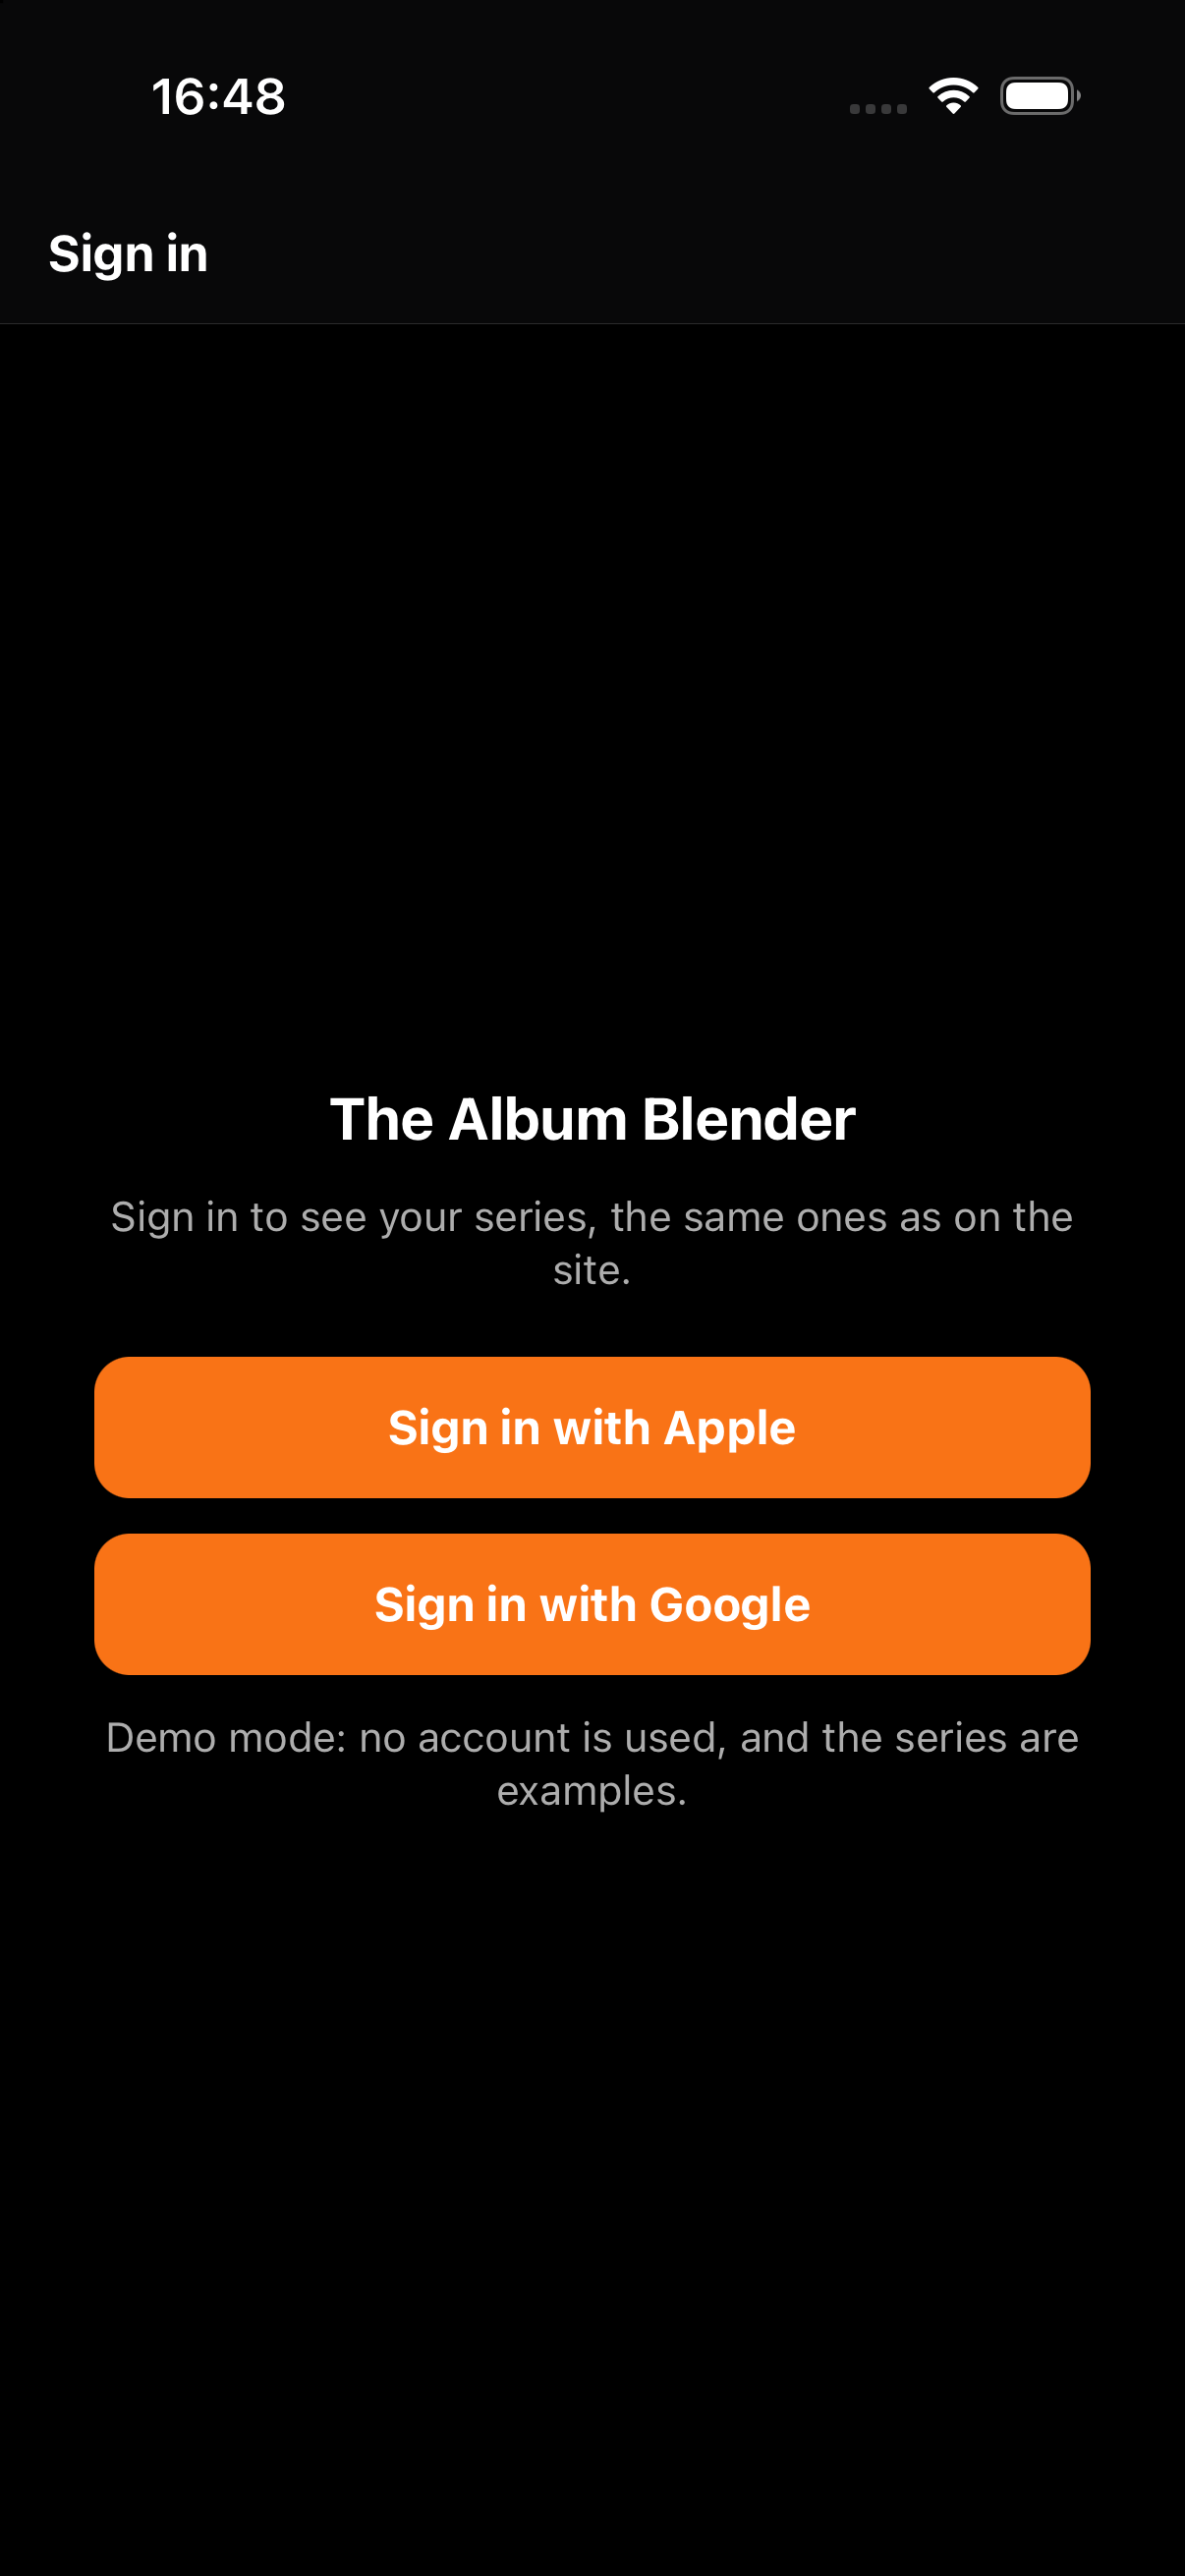 16:48
Sign in
The Album Blender
Sign in to see your series, the same ones as on the
site.
Sign in with Apple
Sign in with Google
Demo mode: no account is used, and the series are
examples.